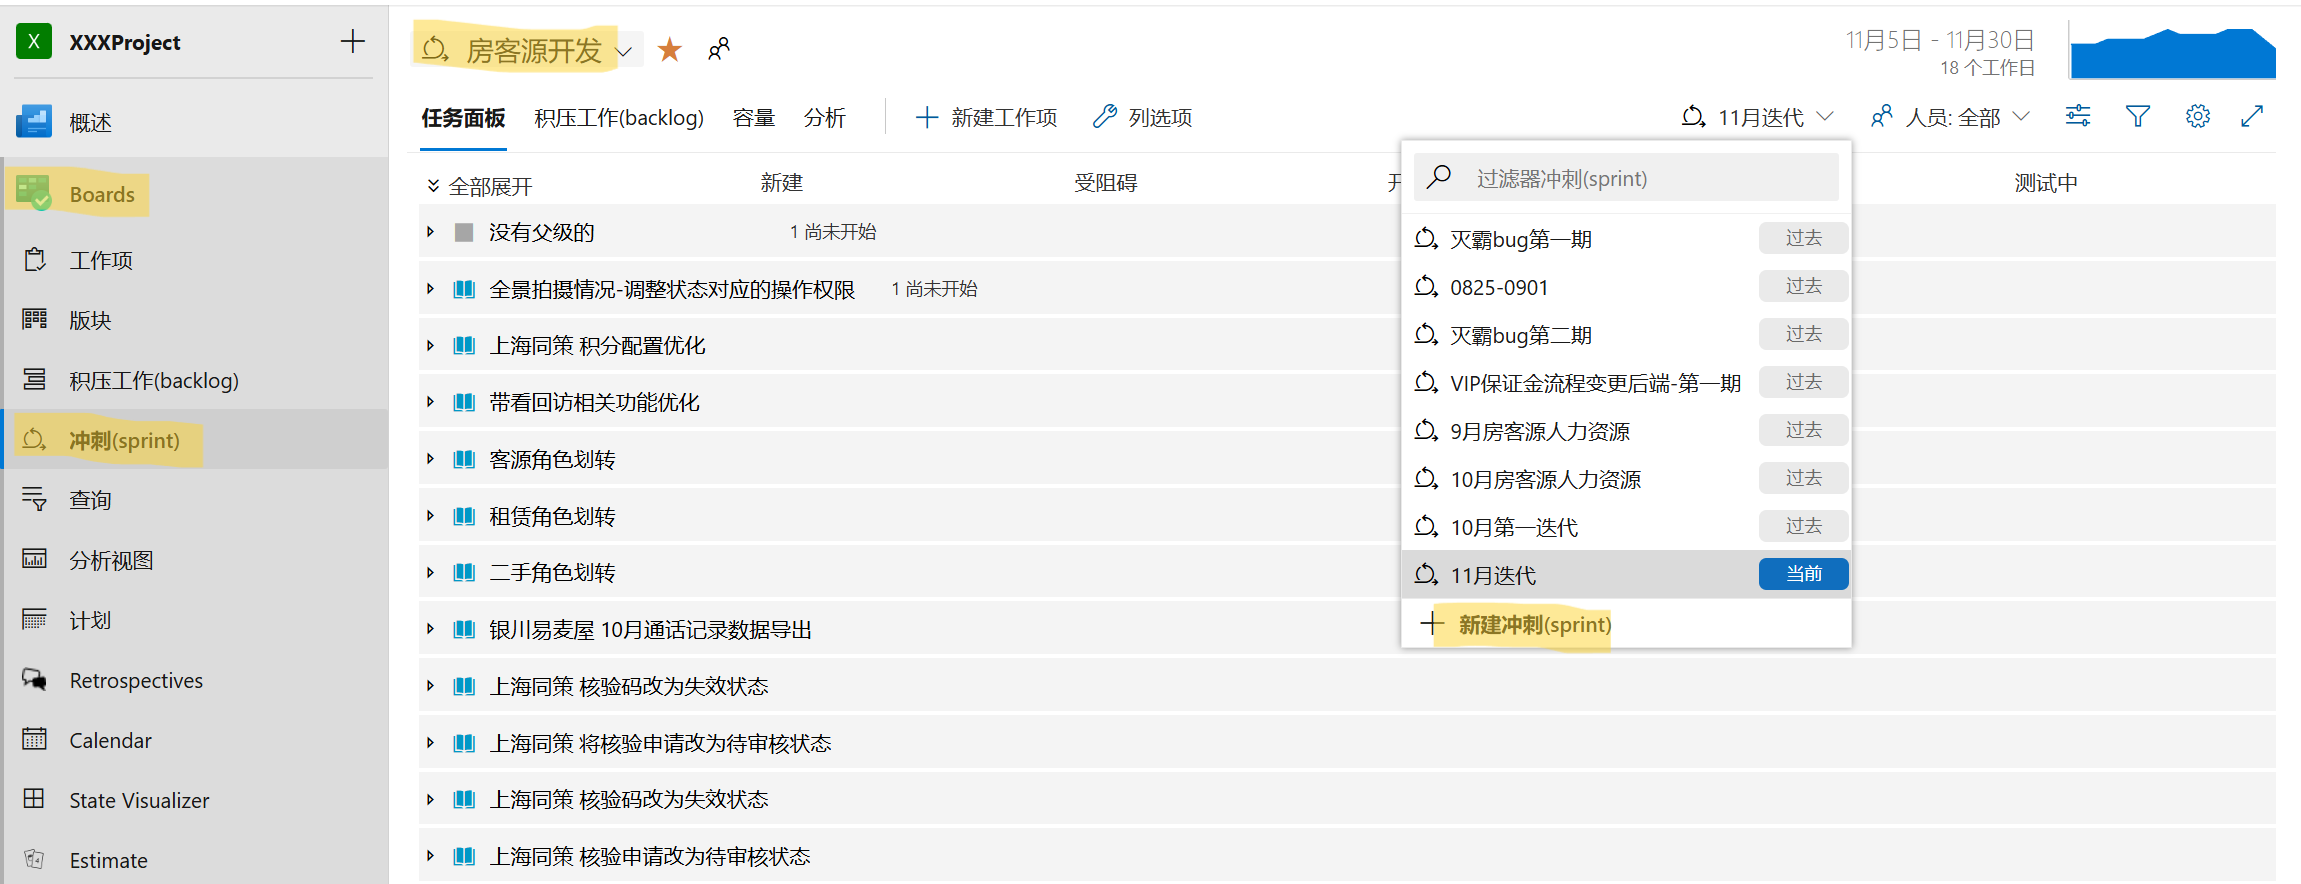 X XXXProject
概述
Boards
工作项
版块
积压工作(backlog)
冲刺(sprint)
查询
分析视图
计划
Retrospectives
Calendar
State Visualizer
Estimate
房客源开发
11月5日 - 11月30日
18 个工作日
任务面板 积压工作(backlog) 容量 分析 新建工作项 列选项 11月迭代 人员: 全部
全部展开 新建 受阻碍 测试中
没有父级的 1 尚未开始
全景拍摄情况-调整状态对应的操作权限 1 尚未开始
上海同策 积分配置优化
带看回访相关功能优化
客源角色划转
租赁角色划转
二手角色划转
银川易麦屋 10月通话记录数据导出
上海同策 核验码改为失效状态
上海同策 将核验申请改为待审核状态
上海同策 核验码改为失效状态
上海同策 核验申请改为待审核状态
过滤器冲刺(sprint)
灭霸bug第一期 过去
0825-0901 过去
灭霸bug第二期 过去
VIP保证金流程变更后端-第一期 过去
9月房客源人力资源 过去
10月房客源人力资源 过去
10月第一迭代 过去
11月迭代 当前
新建冲刺(sprint)